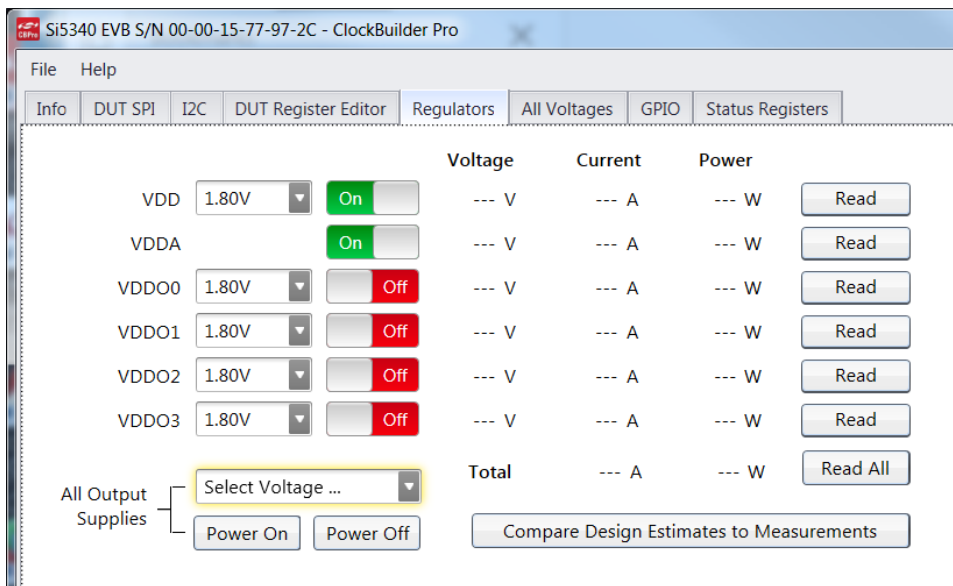 CBPro Si5340 EVB S/N 00-00-15-77-97-2C - ClockBuilder Pro
File Help
Info DUT SPI I2C DUT Register Editor Regulators All Voltages GPIO Status Registers
Voltage Current Power
VDD 1.80V On --- V --- A --- W Read
VDDA On --- V --- A --- W Read
VDDO0 1.80V Off --- V --- A --- W Read
VDDO1 1.80V Off --- V --- A --- W Read
VDDO2 1.80V Off --- V --- A --- W Read
VDDO3 1.80V Off --- V --- A --- W Read
Total --- A --- W Read All
All Output Supplies
Select Voltage ...
Power On Power Off
Compare Design Estimates to Measurements